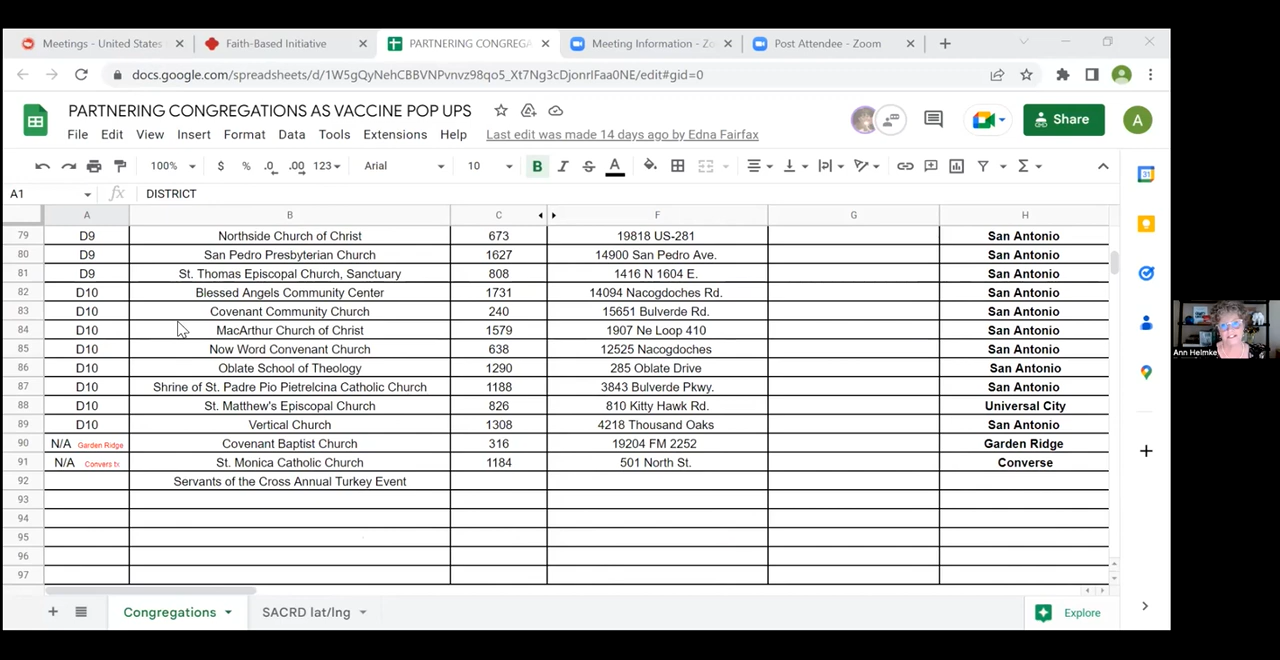 Meetings - United States
Faith-Based Initiative
PARTNERING CONGREGA
Meeting Information - Zo
Post Attendee - Zoom
docs.google.com/spreadsheets/d/1W5gQyNehCBBVNPvnvz98qo5_Xt7Ng3cDjonrIFaa0NE/edit#gid=0
PARTNERING CONGREGATIONS AS VACCINE POP UPS
File Edit View Insert Format Data Tools Extensions Help Last edit was made 14 days ago by Edna Fairfax
Share
A
100% $ % .0 .00 123 Arial 10 B I S A
A1 fx DISTRICT
A B C F G H
79 D9 Northside Church of Christ 673 19818 US-281 San Antonio
80 D9 San Pedro Presbyterian Church 1627 14900 San Pedro Ave. San Antonio
81 D9 St. Thomas Episcopal Church, Sanctuary 808 1416 N 1604 E. San Antonio
82 D10 Blessed Angels Community Center 1731 14094 Nacogdoches Rd. San Antonio
83 D10 Covenant Community Church 240 15651 Bulverde Rd. San Antonio
84 D10 MacArthur Church of Christ 1579 1907 Ne Loop 410 San Antonio
85 D10 Now Word Convenant Church 638 12525 Nacogdoches San Antonio
86 D10 Oblate School of Theology 1290 285 Oblate Drive San Antonio
87 D10 Shrine of St. Padre Pio Pietrelcina Catholic Church 1188 3843 Bulverde Pkwy. San Antonio
88 D10 St. Matthew's Episcopal Church 826 810 Kitty Hawk Rd. Universal City
89 D10 Vertical Church 1308 4218 Thousand Oaks San Antonio
90 N/A Garden Ridge Covenant Baptist Church 316 19204 FM 2252 Garden Ridge
91 N/A Convers tx St. Monica Catholic Church 1184 501 North St. Converse
92 Servants of the Cross Annual Turkey Event
93
94
95
96
97
Congregations SACRD lat/lng Explore
Ann Helmke